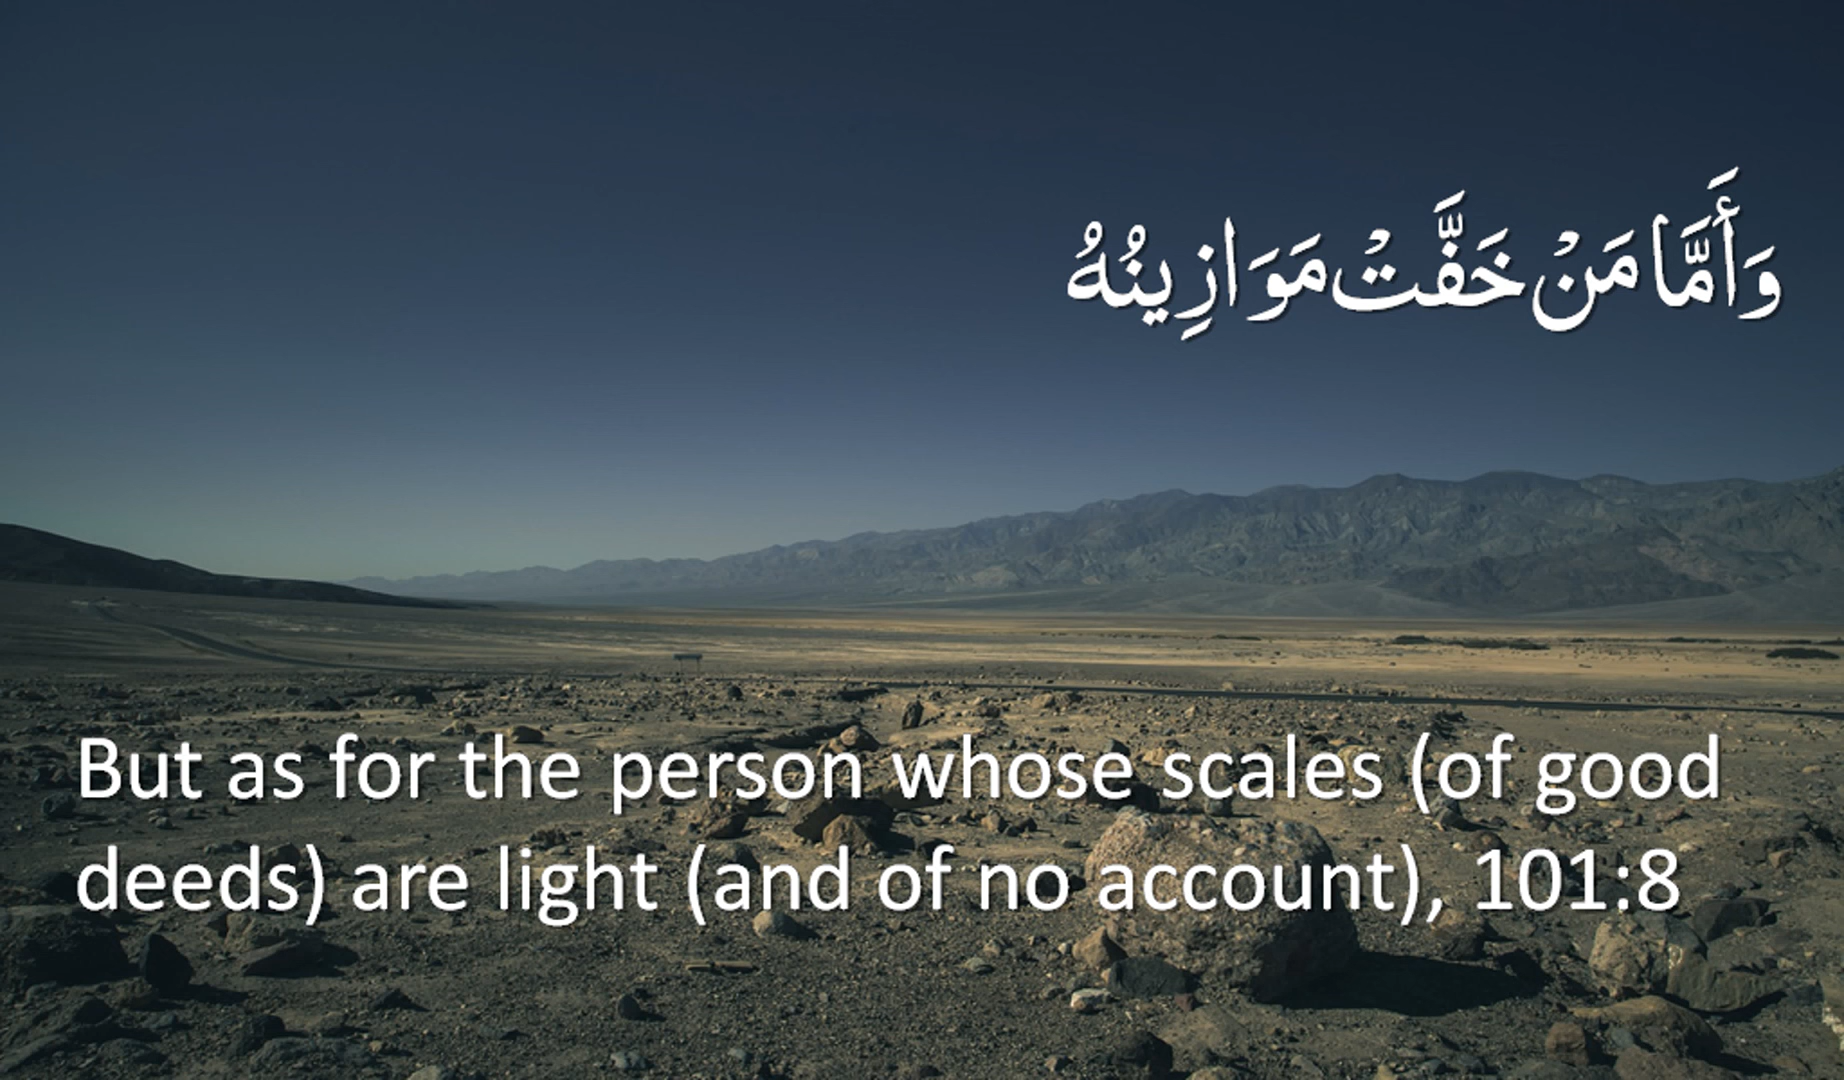 وَأَمَّا مَنْ خَفَّتْ مَوَازِينُهُ
But as for the person whose scales (of good
deeds) are light (and of no account), 101:8